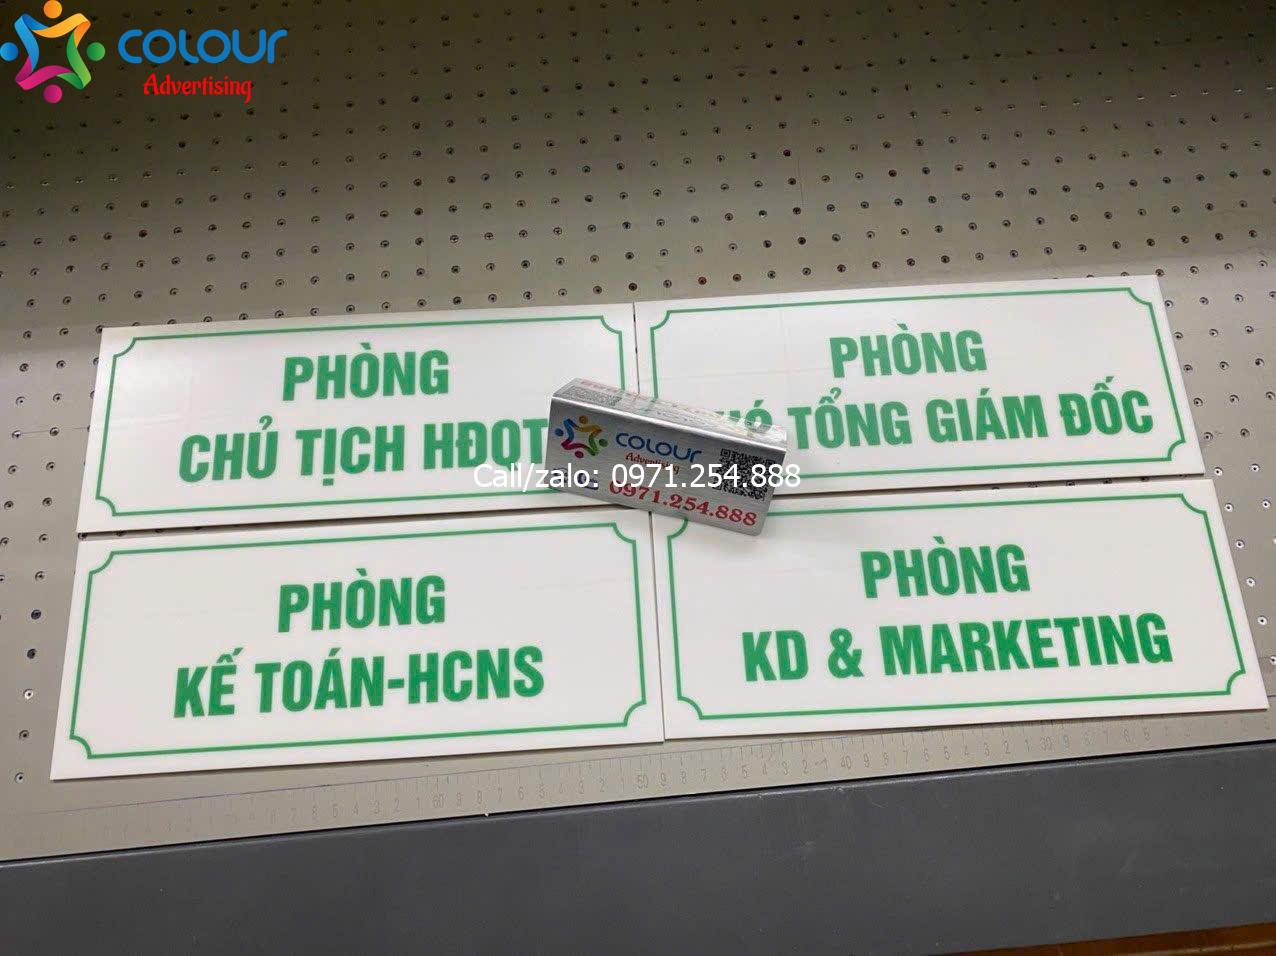 COLOUR
Advertising
PHÒNG
CHỦ TỊCH HĐQT
PHÒNG
TỔNG GIÁM ĐỐC
COLOUR
Advertising
0971.254.888
Call/zalo: 0971.254.888
PHÒNG
KẾ TOÁN-HCNS
PHÒNG
KD & MARKETING